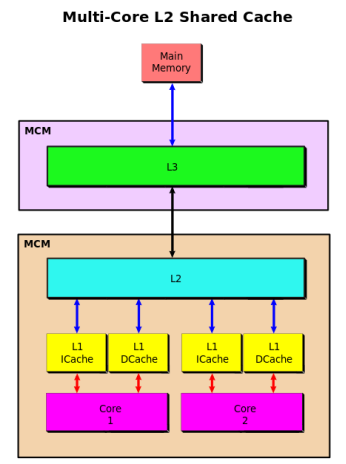 Multi-Core L2 Shared Cache
Main
Memory
MCM
L3
MCM
L2
L1
ICache
L1
DCache
L1
ICache
L1
DCache
Core
1
Core
2